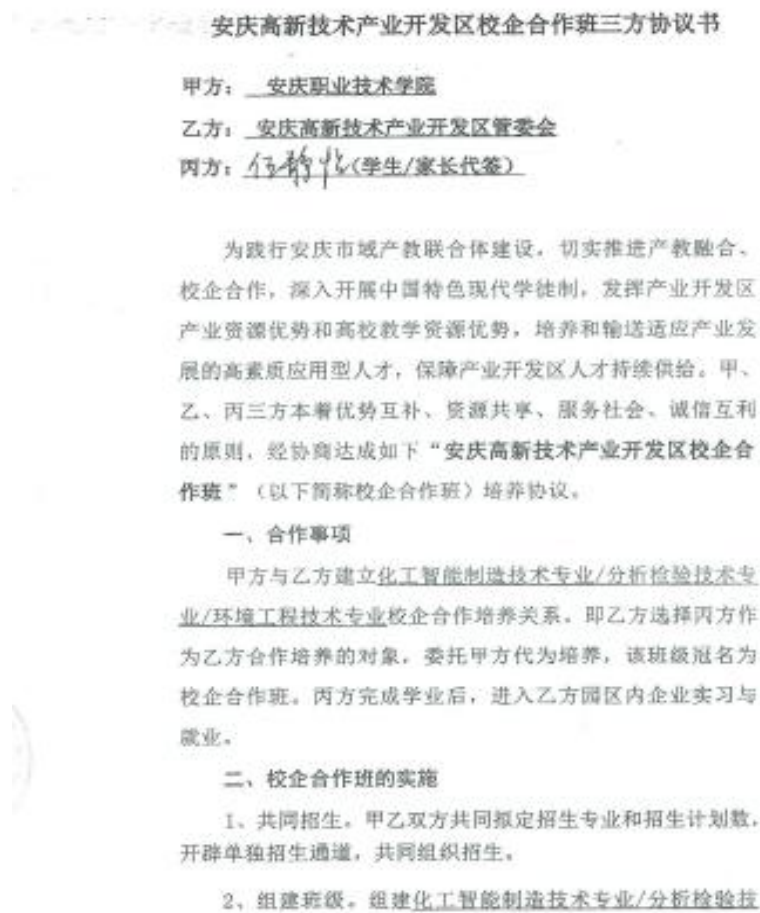 安庆高新技术产业开发区校企合作班三方协议书
甲方：安庆职业技术学院
乙方：安庆高新技术产业开发区管委会
丙方：伍静怡（学生/家长代签）
为践行安庆市域产教联合体建设，切实推进产教融合、
校企合作，深入开展中国特色现代学徒制，发挥产业开发区
产业资源优势和高校教学资源优势，培养和输送适应产业发
展的高素质应用型人才，保障产业开发区人才持续供给。甲、
乙、丙三方本着优势互补、资源共享、服务社会、诚信互利
的原则，经协商达成如下“安庆高新技术产业开发区校企合
作班”（以下简称校企合作班）培养协议。
一、合作事项
甲方与乙方建立化工智能制造技术专业/分析检验技术专
业/环境工程技术专业校企合作培养关系。即乙方选择丙方作
为乙方合作培养的对象，委托甲方代为培养，该班级冠名为
校企合作班。丙方完成学业后，进入乙方园区内企业实习与
就业。
二、校企合作班的实施
1、共同招生。甲乙双方共同拟定招生专业和招生计划数，
开辟单独招生通道，共同组织招生。
2、组建班级。组建化工智能制造技术专业/分析检验技